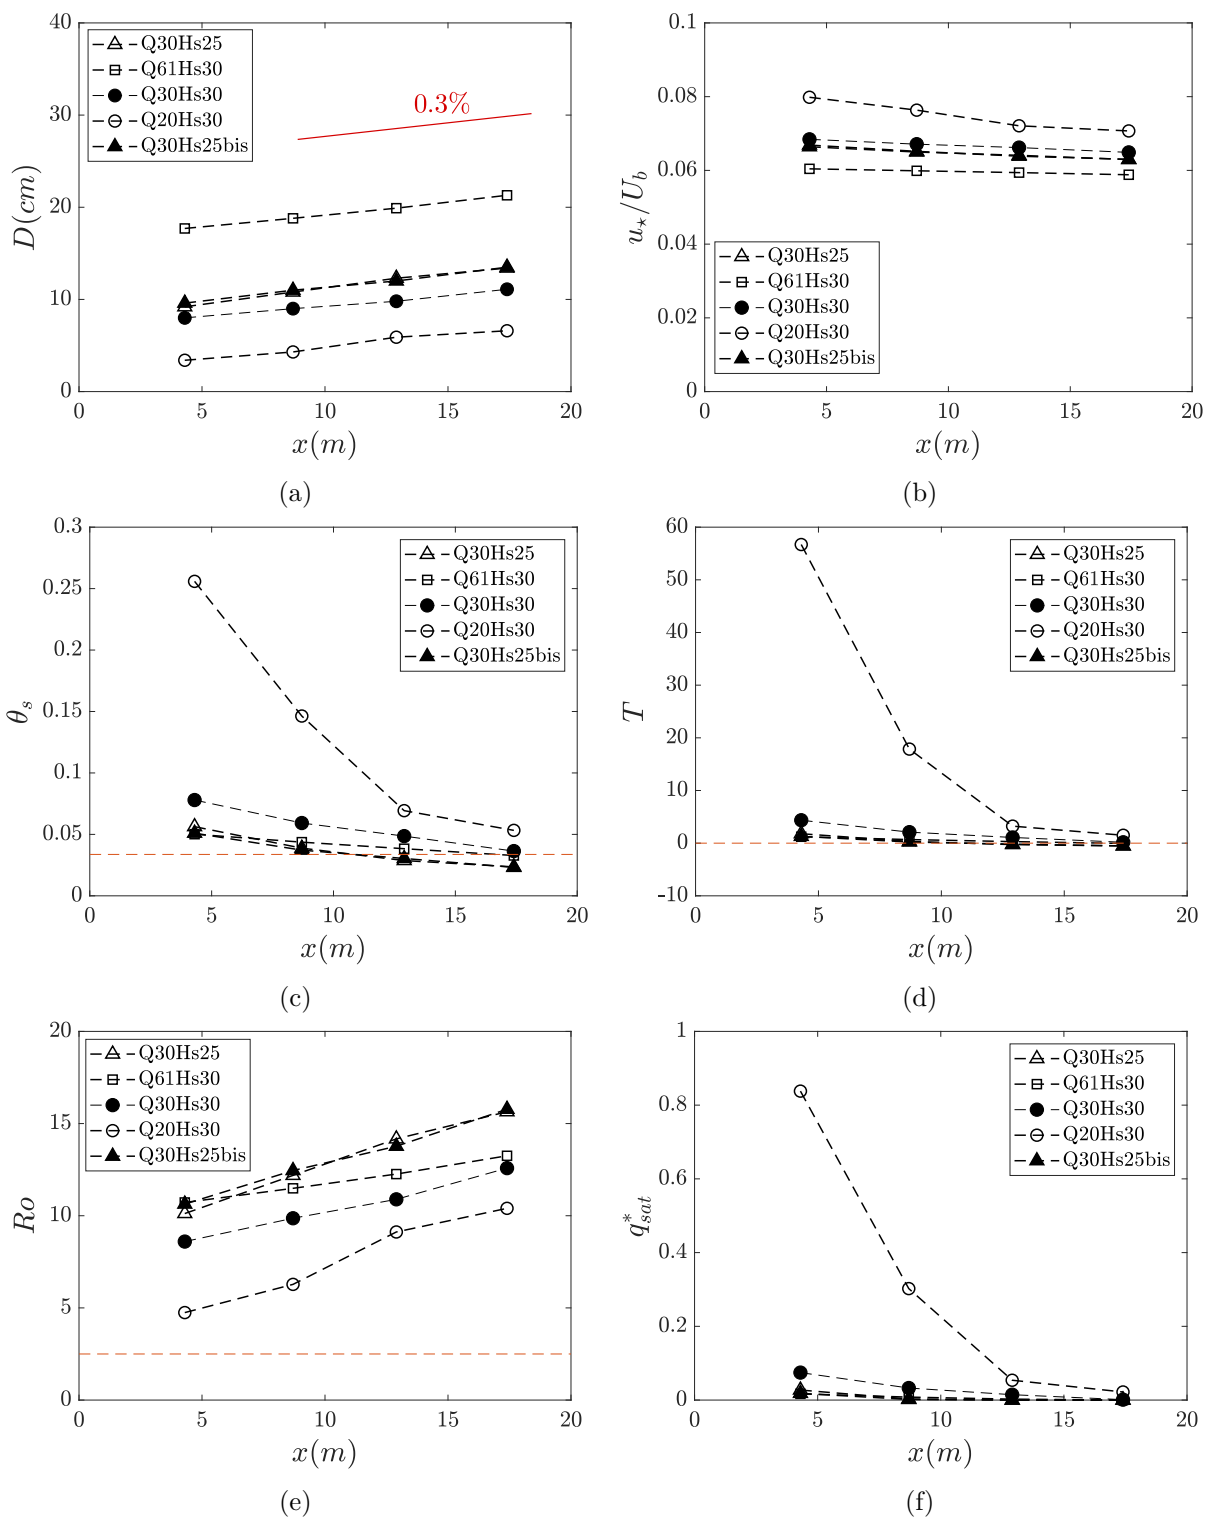 40
30
20
10
0
D(cm)
Q30Hs25
Q61Hs30
Q30Hs30
Q20Hs30
Q30Hs25bis
0.3%
0 5 10 15 20
x(m)
(a)
0.1
0.08
0.06
0.04
0.02
0
u⋆/U_b
Q30Hs25
Q61Hs30
Q30Hs30
Q20Hs30
Q30Hs25bis
0 5 10 15 20
x(m)
(b)
0.3
0.25
0.2
0.15
0.1
0.05
0
θ_s
Q30Hs25
Q61Hs30
Q30Hs30
Q20Hs30
Q30Hs25bis
0 5 10 15 20
x(m)
(c)
60
50
40
30
20
10
0
-10
T
Q30Hs25
Q61Hs30
Q30Hs30
Q20Hs30
Q30Hs25bis
0 5 10 15 20
x(m)
(d)
20
15
10
5
0
Ro
Q30Hs25
Q61Hs30
Q30Hs30
Q20Hs30
Q30Hs25bis
0 5 10 15 20
x(m)
(e)
1
0.8
0.6
0.4
0.2
0
q*_sat
Q30Hs25
Q61Hs30
Q30Hs30
Q20Hs30
Q30Hs25bis
0 5 10 15 20
x(m)
(f)